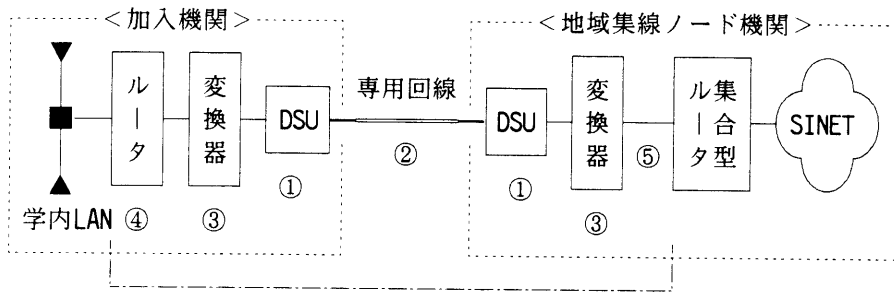 ＜加入機関＞
＜地域集線ノード機関＞
ルータ
変換器
DSU
専用回線
DSU
変換器
集合型
ルータ
SINET
①
②
①
⑤
学内LAN
④
③
③